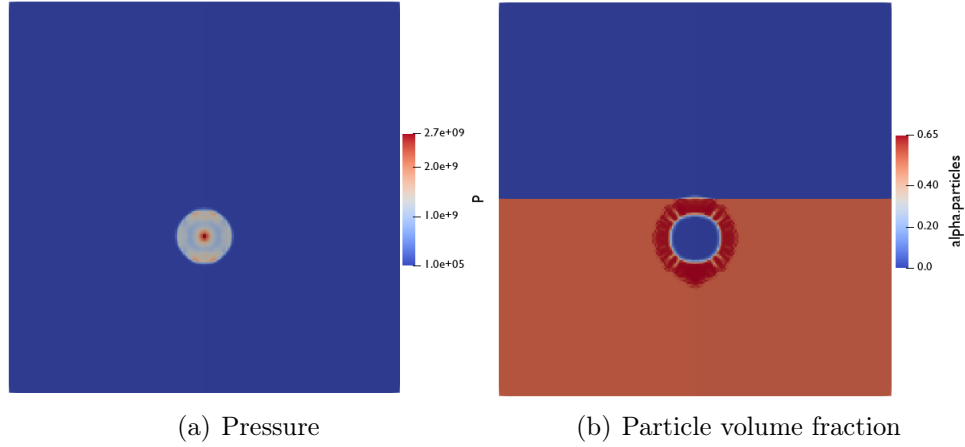 2.7e+09
2.0e+9
1.0e+9
1.0e+05
P
0.65
0.40
0.20
0.0
alpha.particles
(a) Pressure
(b) Particle volume fraction